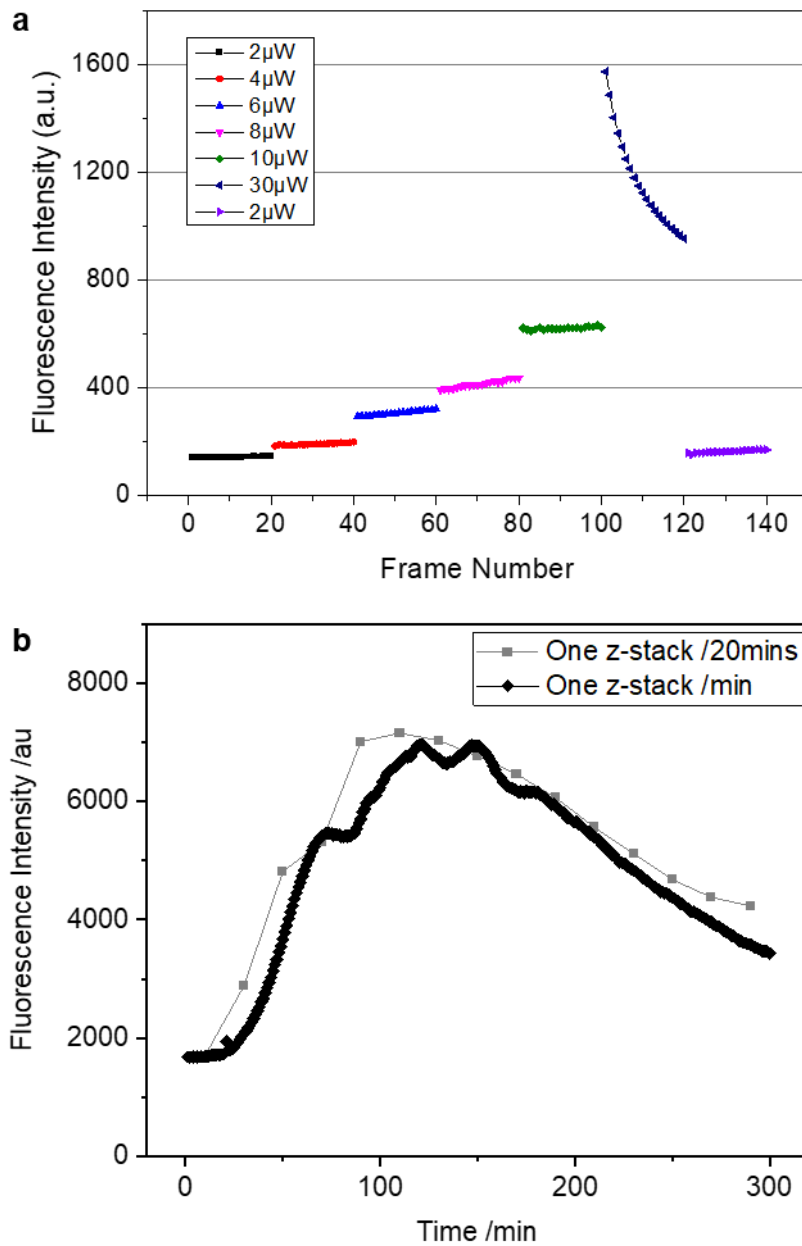 a
Fluorescence Intensity (a.u.)
1600
1200
800
400
0
2µW
4µW
6µW
8µW
10µW
30µW
2µW
0 20 40 60 80 100 120 140
Frame Number
b
Fluorescence Intensity /au
8000
6000
4000
2000
0
One z-stack /20mins
One z-stack /min
0 100 200 300
Time /min